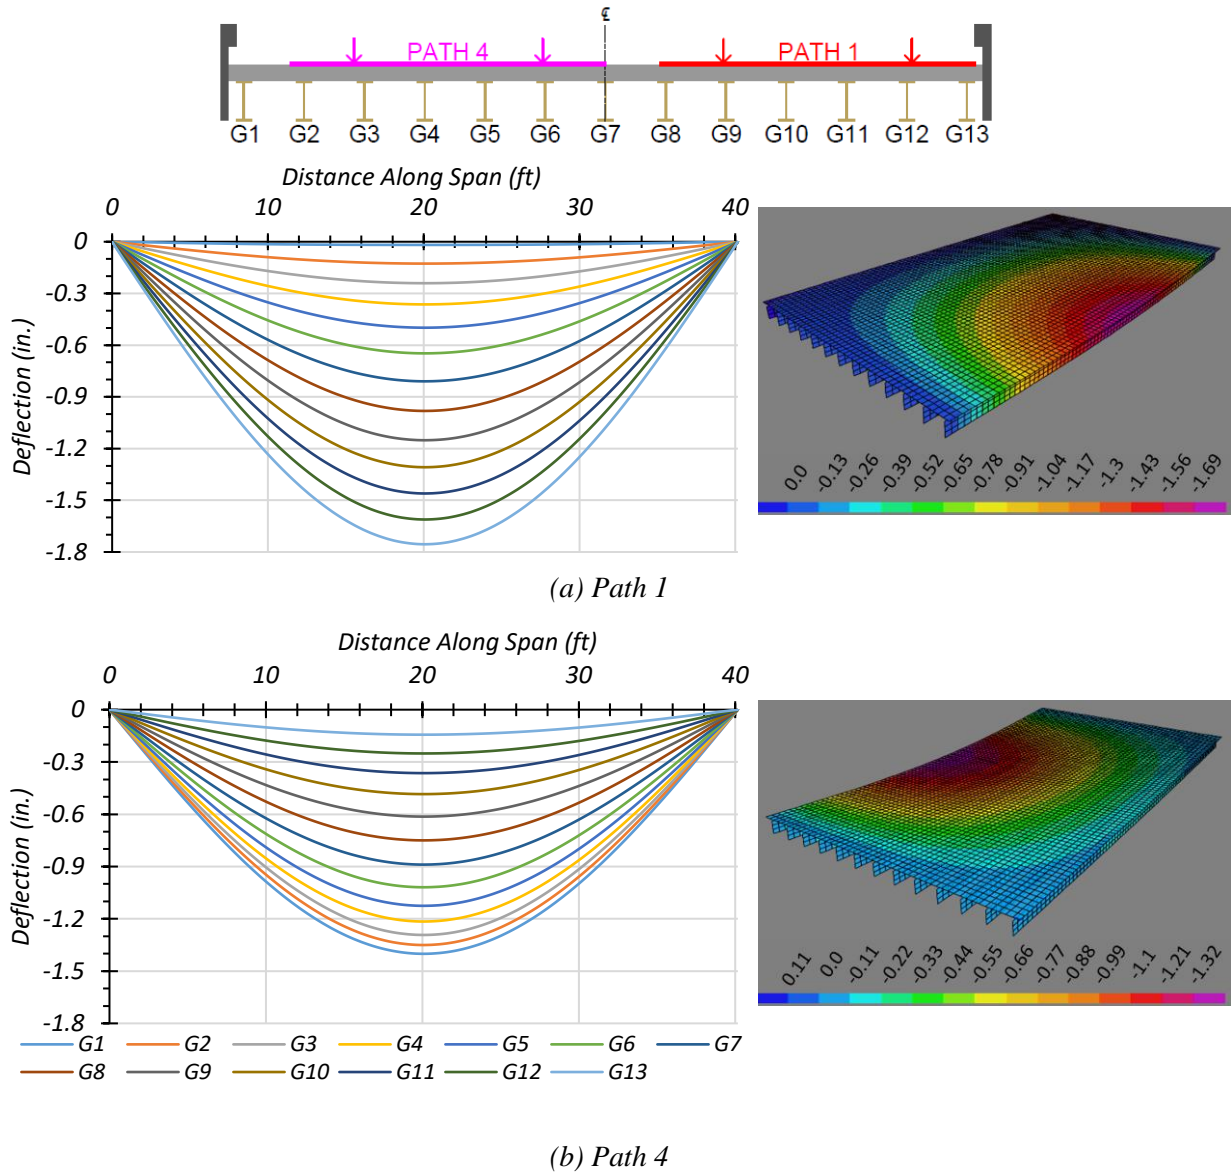 ℄
PATH 4 PATH 1
G1 G2 G3 G4 G5 G6 G7 G8 G9 G10 G11 G12 G13
Distance Along Span (ft)
0 10 20 30 40
Deflection (in.)
0
-0.3
-0.6
-0.9
-1.2
-1.5
-1.8
0.0 -0.13 -0.26 -0.39 -0.52 -0.65 -0.78 -0.91 -1.04 -1.17 -1.3 -1.43 -1.56 -1.69
(a) Path 1
Distance Along Span (ft)
0 10 20 30 40
Deflection (in.)
0
-0.3
-0.6
-0.9
-1.2
-1.5
-1.8
0.11 0.0 -0.11 -0.22 -0.33 -0.44 -0.55 -0.66 -0.77 -0.88 -0.99 -1.1 -1.21 -1.32
G1 G2 G3 G4 G5 G6 G7
G8 G9 G10 G11 G12 G13
(b) Path 4